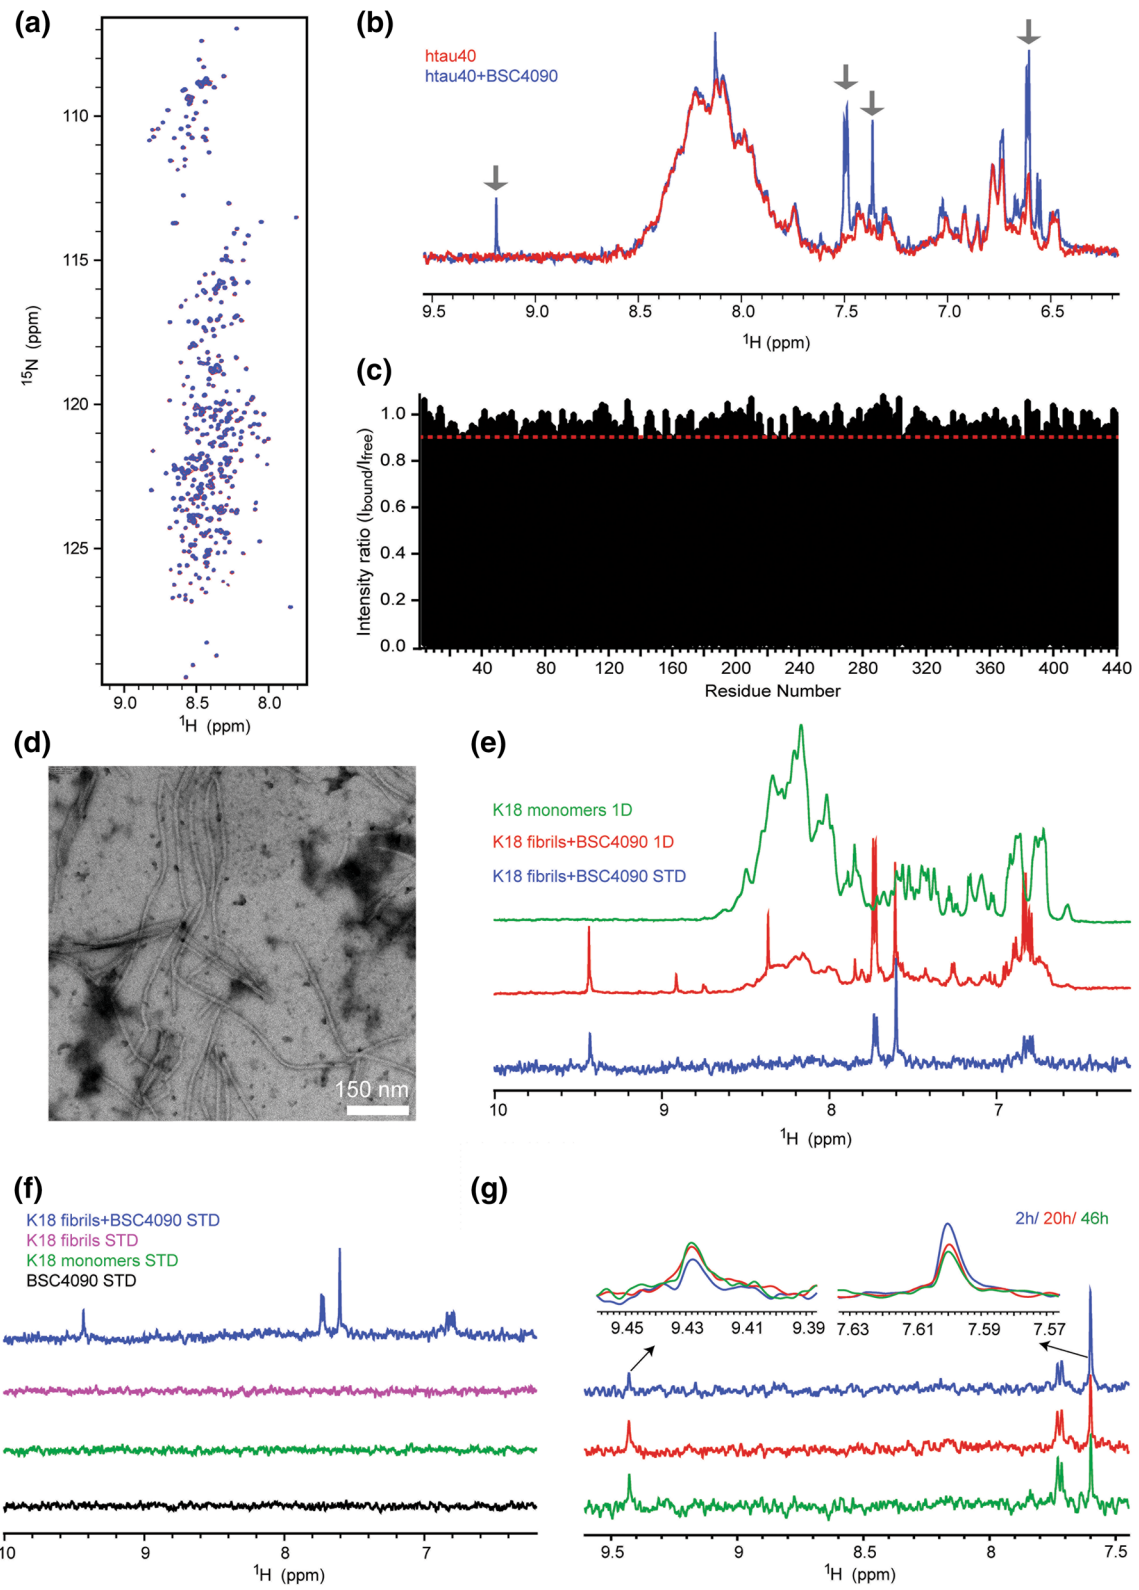 (a)
110
115
120
125
15N (ppm)
9.0 8.5 8.0
1H (ppm)
(b)
htau40
htau40+BSC4090
9.5 9.0 8.5 8.0 7.5 7.0 6.5
1H (ppm)
(c)
1.0
0.8
0.6
0.4
0.2
0.0
Intensity ratio (Ibound/Ifree)
40 80 120 160 200 240 280 320 360 400 440
Residue Number
(d)
150 nm
(e)
K18 monomers 1D
K18 fibrils+BSC4090 1D
K18 fibrils+BSC4090 STD
10 9 8 7
1H (ppm)
(f)
K18 fibrils+BSC4090 STD
K18 fibrils STD
K18 monomers STD
BSC4090 STD
10 9 8 7
1H (ppm)
(g)
2h/ 20h/ 46h
9.45 9.43 9.41 9.39
7.63 7.61 7.59 7.57
9.5 9 8.5 8 7.5
1H (ppm)